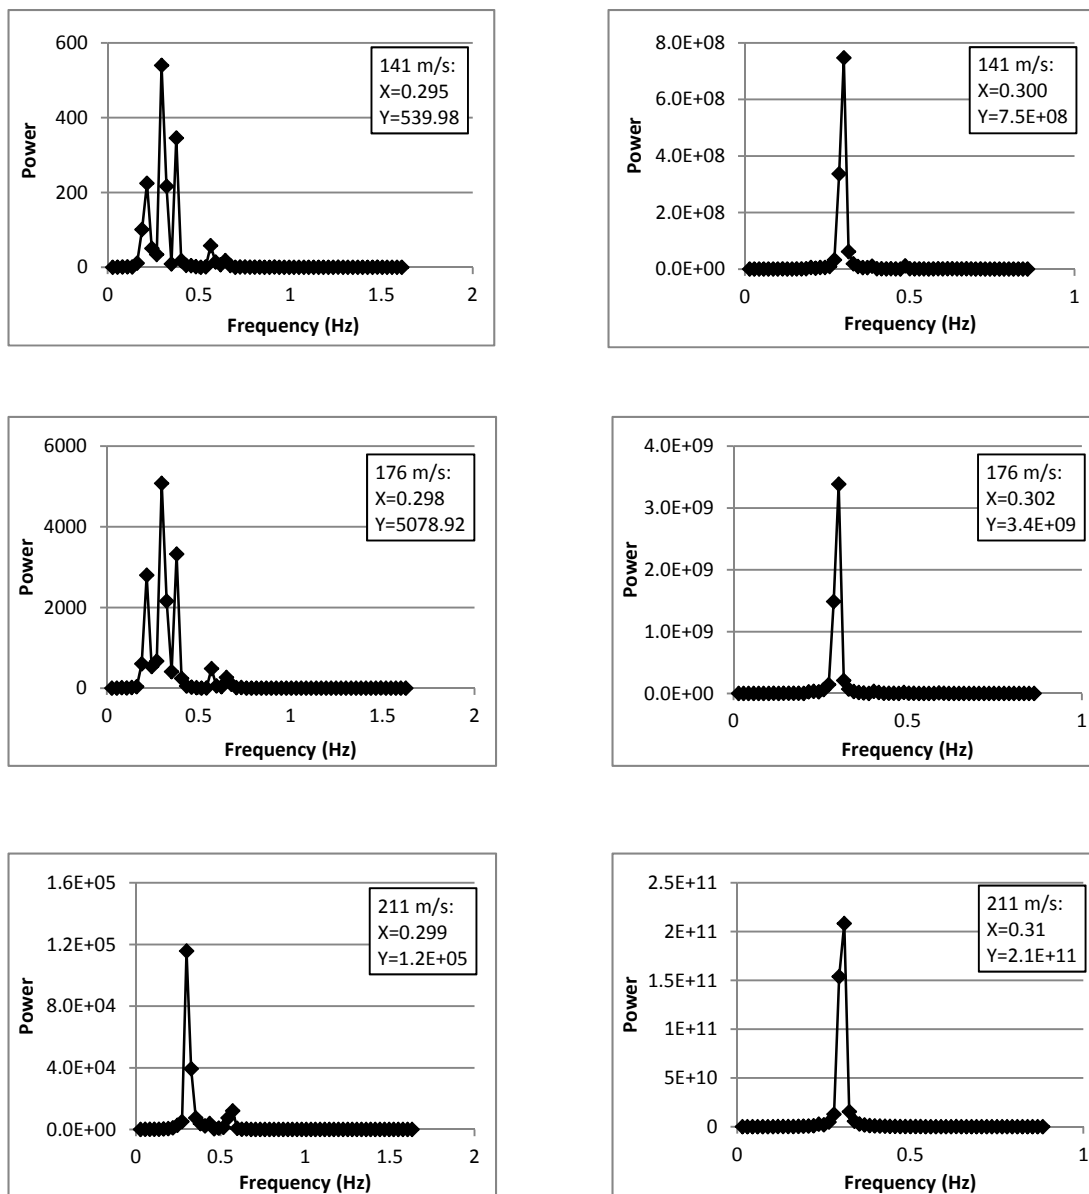 600
400
200
0
Power
0
0.5
1
1.5
2
Frequency (Hz)
141 m/s:
X=0.295
Y=539.98
8.0E+08
6.0E+08
4.0E+08
2.0E+08
0.0E+00
Power
0
0.5
1
Frequency (Hz)
141 m/s:
X=0.300
Y=7.5E+08
6000
4000
2000
0
Power
0
0.5
1
1.5
2
Frequency (Hz)
176 m/s:
X=0.298
Y=5078.92
4.0E+09
3.0E+09
2.0E+09
1.0E+09
0.0E+00
Power
0
0.5
1
Frequency (Hz)
176 m/s:
X=0.302
Y=3.4E+09
1.6E+05
1.2E+05
8.0E+04
4.0E+04
0.0E+00
Power
0
0.5
1
1.5
2
Frequency (Hz)
211 m/s:
X=0.299
Y=1.2E+05
2.5E+11
2E+11
1.5E+11
1E+11
5E+10
0
Power
0
0.5
1
Frequency (Hz)
211 m/s:
X=0.31
Y=2.1E+11